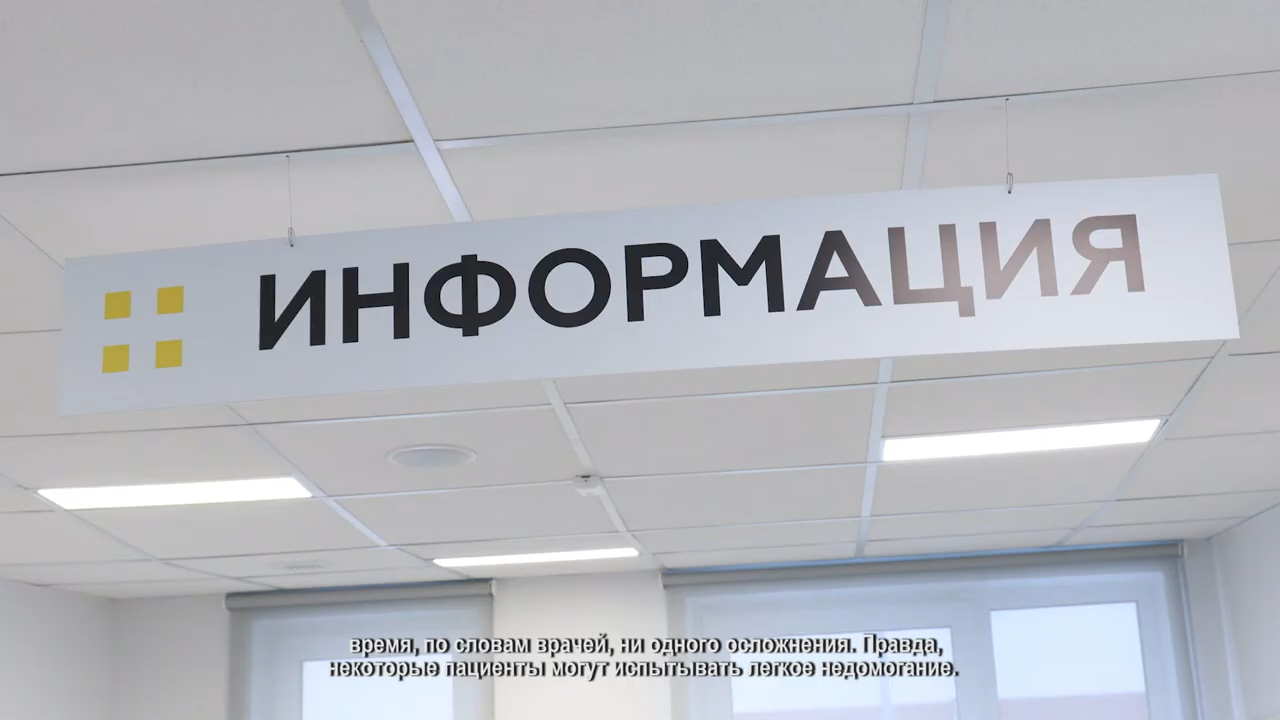 ИНФОРМАЦИЯ
время, по словам врачей, ни одного осложнения. Правда,
некоторые пациенты могут испытывать легкое недомогание.